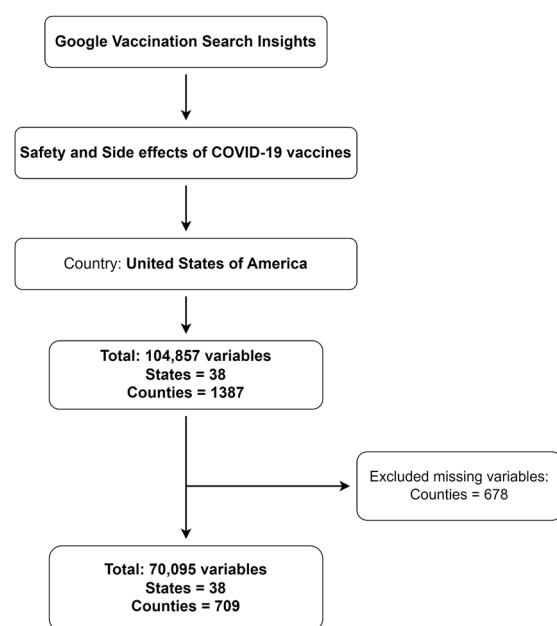 Google Vaccination Search Insights
Safety and Side effects of COVID-19 vaccines
Country: United States of America
Total: 104,857 variables
States = 38
Counties = 1387
Excluded missing variables:
Counties = 678
Total: 70,095 variables
States = 38
Counties = 709